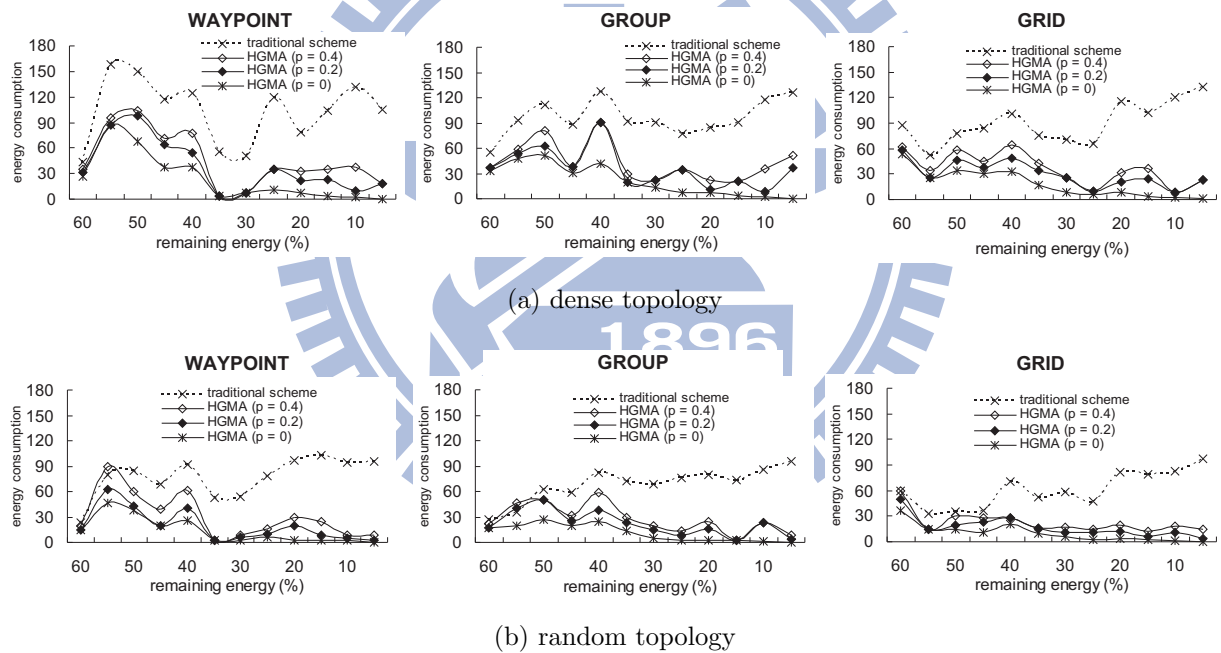 WAYPOINT
180
150
120
90
60
30
0
energy consumption
traditional scheme
HGMA (p = 0.4)
HGMA (p = 0.2)
HGMA (p = 0)
60 50 40 30 20 10
remaining energy (%)
GROUP
180
150
120
90
60
30
0
energy consumption
traditional scheme
HGMA (p = 0.4)
HGMA (p = 0.2)
HGMA (p = 0)
60 50 40 30 20 10
remaining energy (%)
GRID
180
150
120
90
60
30
0
energy consumption
traditional scheme
HGMA (p = 0.4)
HGMA (p = 0.2)
HGMA (p = 0)
60 50 40 30 20 10
remaining energy (%)
(a) dense topology
1896
WAYPOINT
180
150
120
90
60
30
0
energy consumption
traditional scheme
HGMA (p = 0.4)
HGMA (p = 0.2)
HGMA (p = 0)
60 50 40 30 20 10
remaining energy (%)
GROUP
180
150
120
90
60
30
0
energy consumption
traditional scheme
HGMA (p = 0.4)
HGMA (p = 0.2)
HGMA (p = 0)
60 50 40 30 20 10
remaining energy (%)
GRID
180
150
120
90
60
30
0
energy consumption
traditional scheme
HGMA (p = 0.4)
HGMA (p = 0.2)
HGMA (p = 0)
60 50 40 30 20 10
remaining energy (%)
(b) random topology